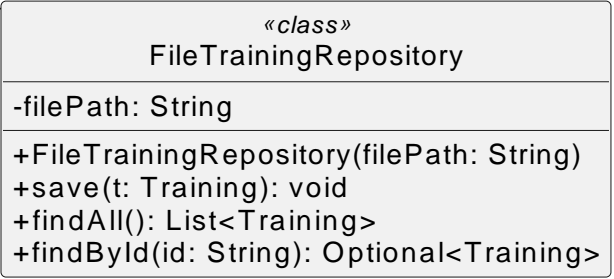 «class»
FileTrainingRepository
-filePath: String
+FileTrainingRepository(filePath: String)
+save(t: Training): void
+findAll(): List<Training>
+findById(id: String): Optional<Training>